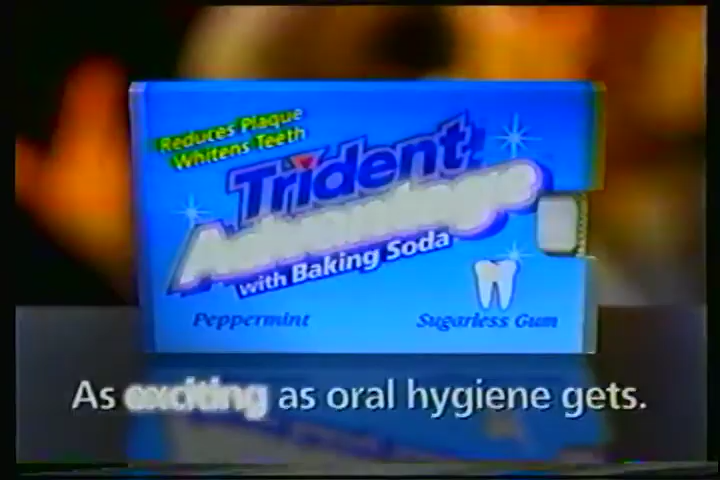 Reduces Plaque
Whitens Teeth
Trident
Advantage
with Baking Soda
Peppermint
Sugarless Gum
As exciting as oral hygiene gets.